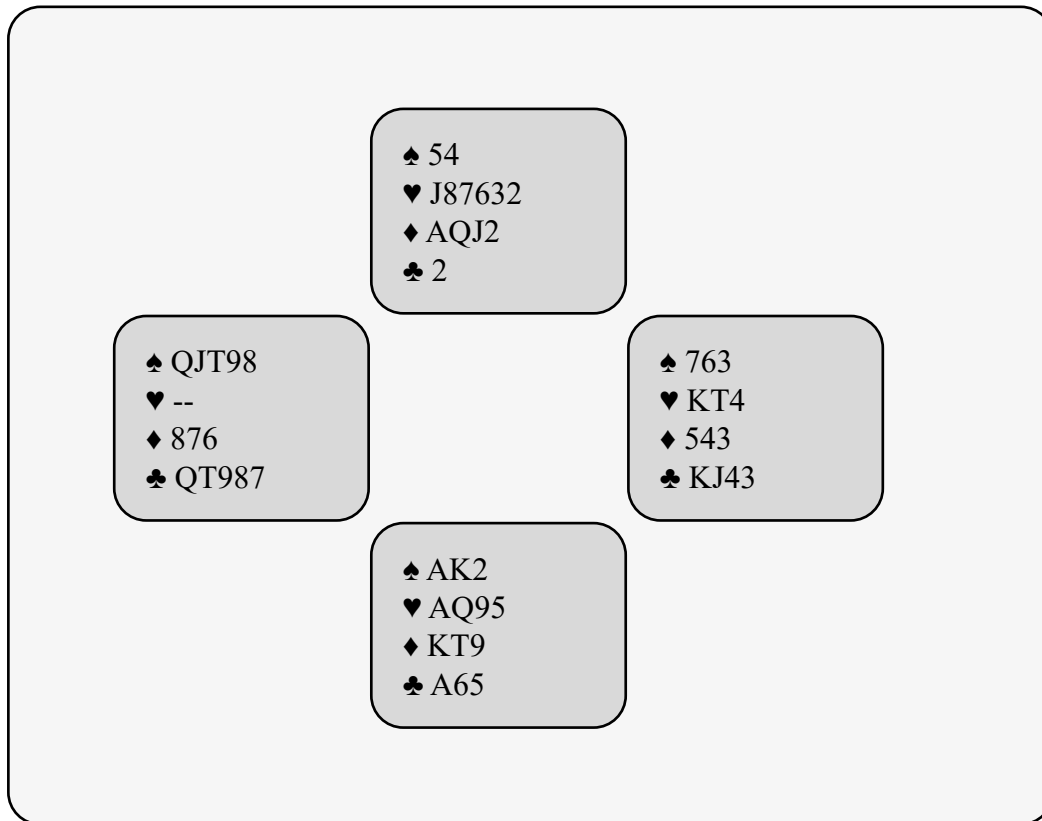 ♠ 54
♥ J87632
♦ AQJ2
♣ 2
♠ QJT98
♥ --
♦ 876
♣ QT987
♠ 763
♥ KT4
♦ 543
♣ KJ43
♠ AK2
♥ AQ95
♦ KT9
♣ A65